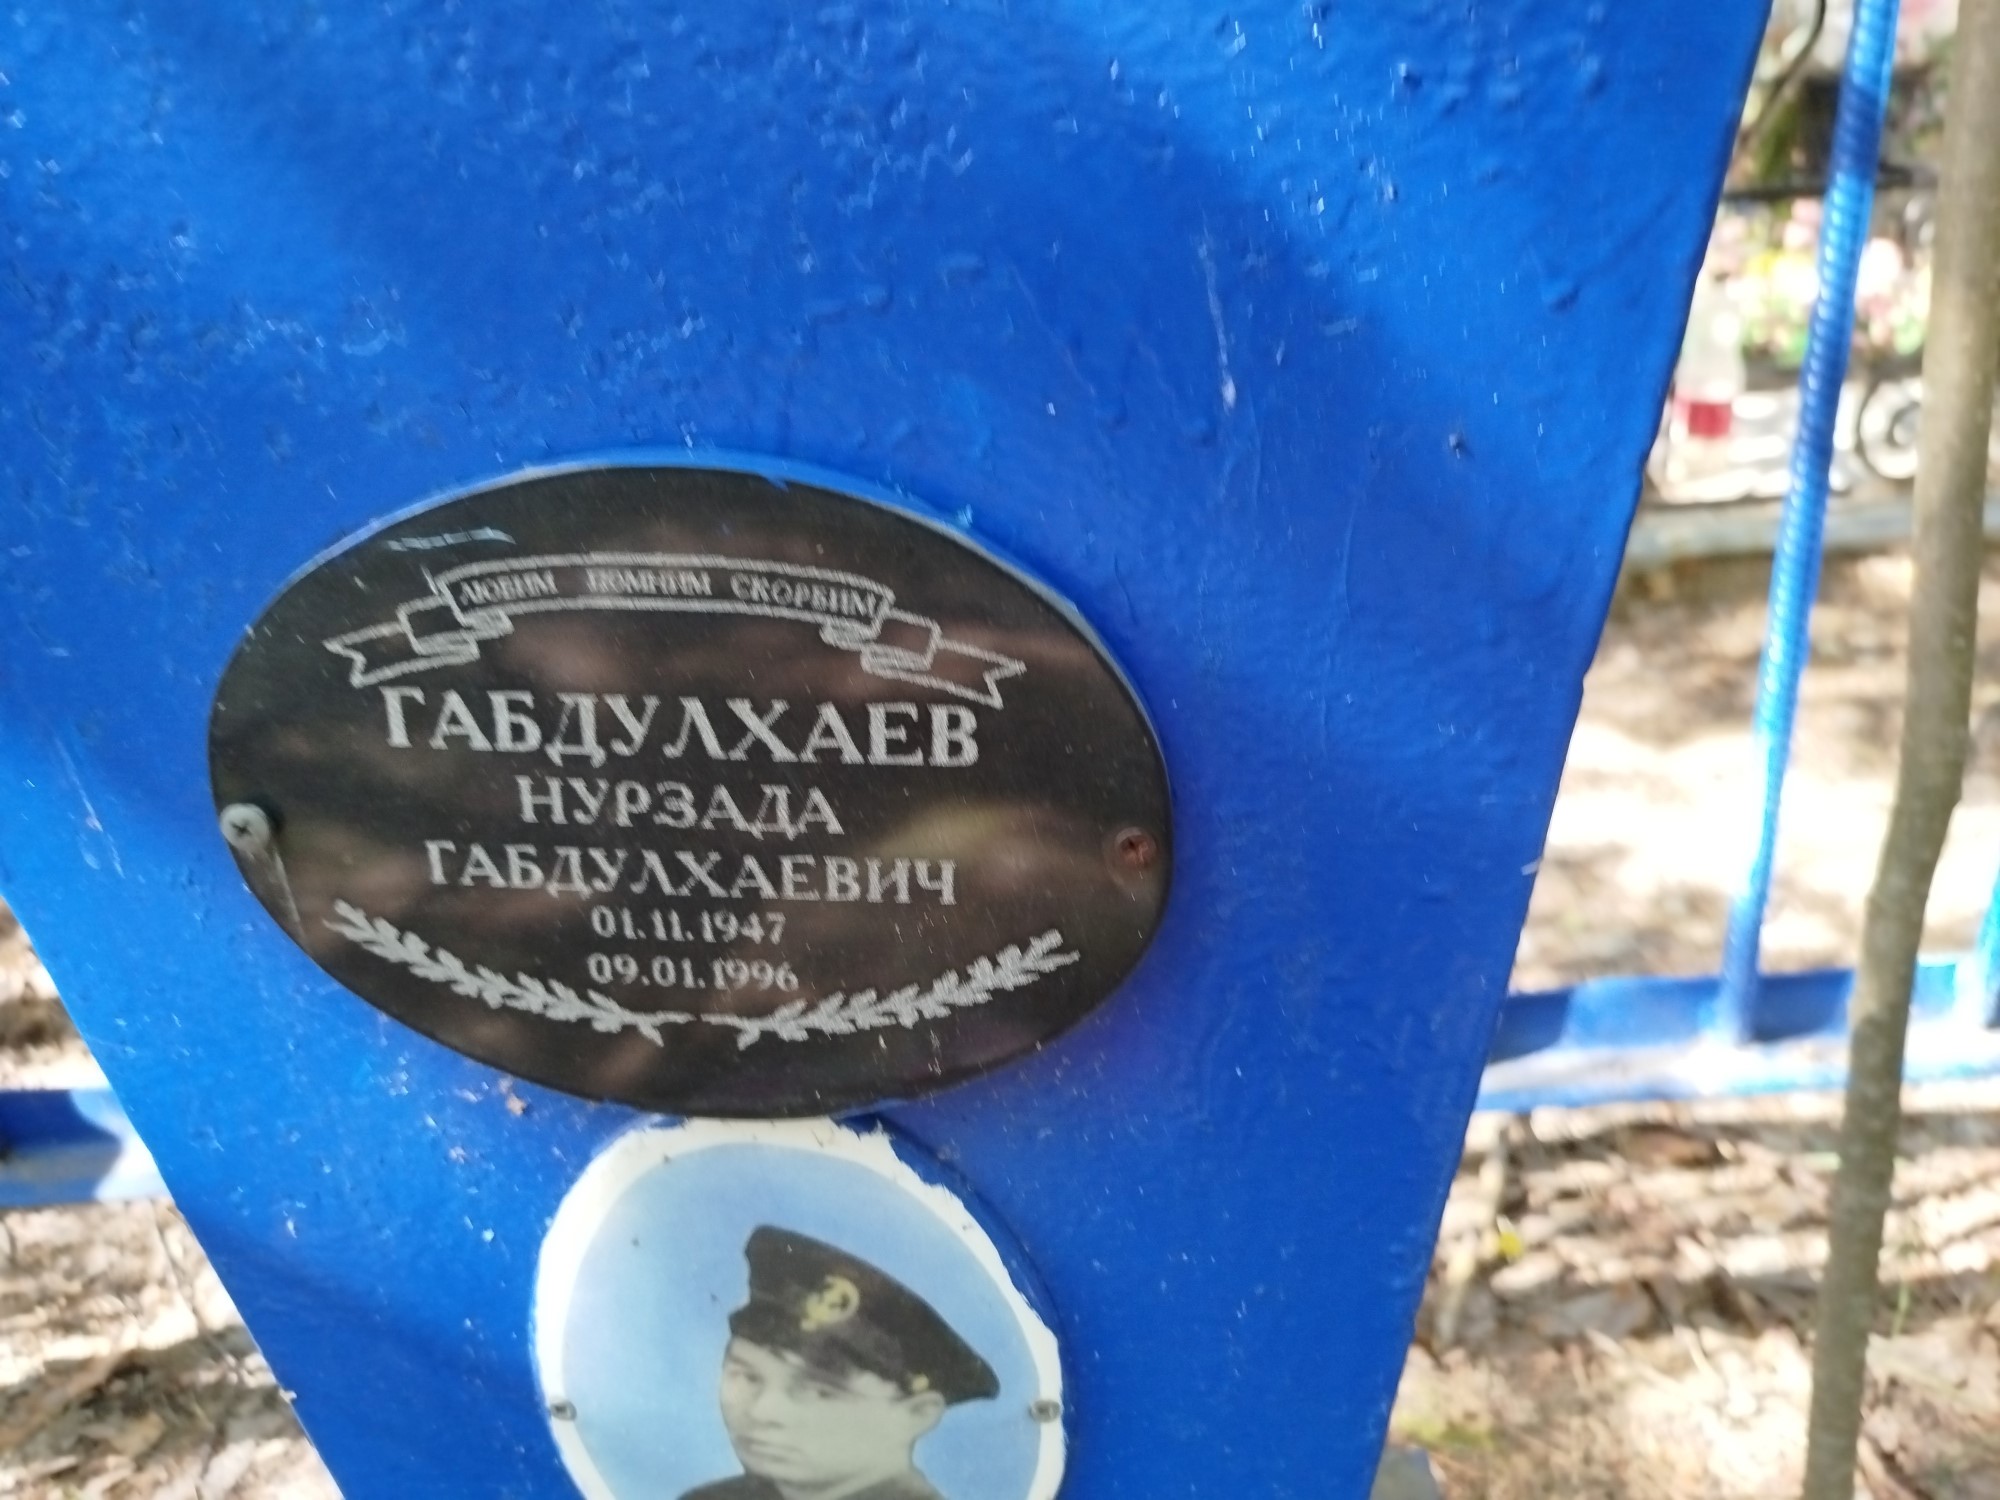 ЛЮБИМ ПОМНИМ СКОРБИМ
ГАБДУЛХАЕВ
НУРЗАДА
ГАБДУЛХАЕВИЧ
01.11.1947
09.01.1996